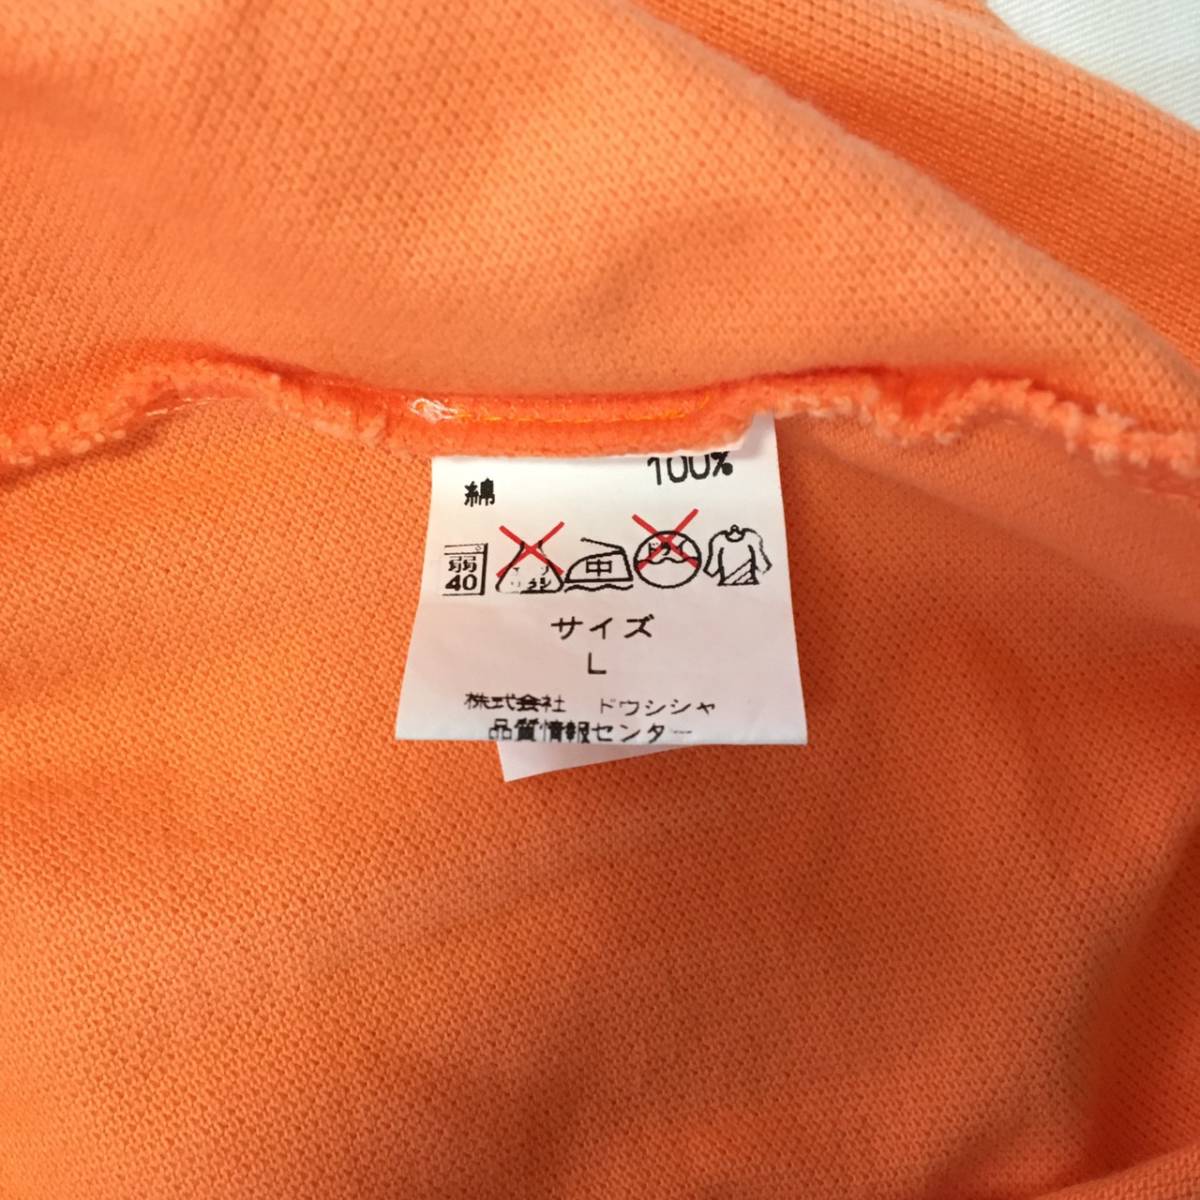 綿 100%
弱 40 中 ドライ
サイズ
L
株式会社 ドウシシャ
品質情報センター